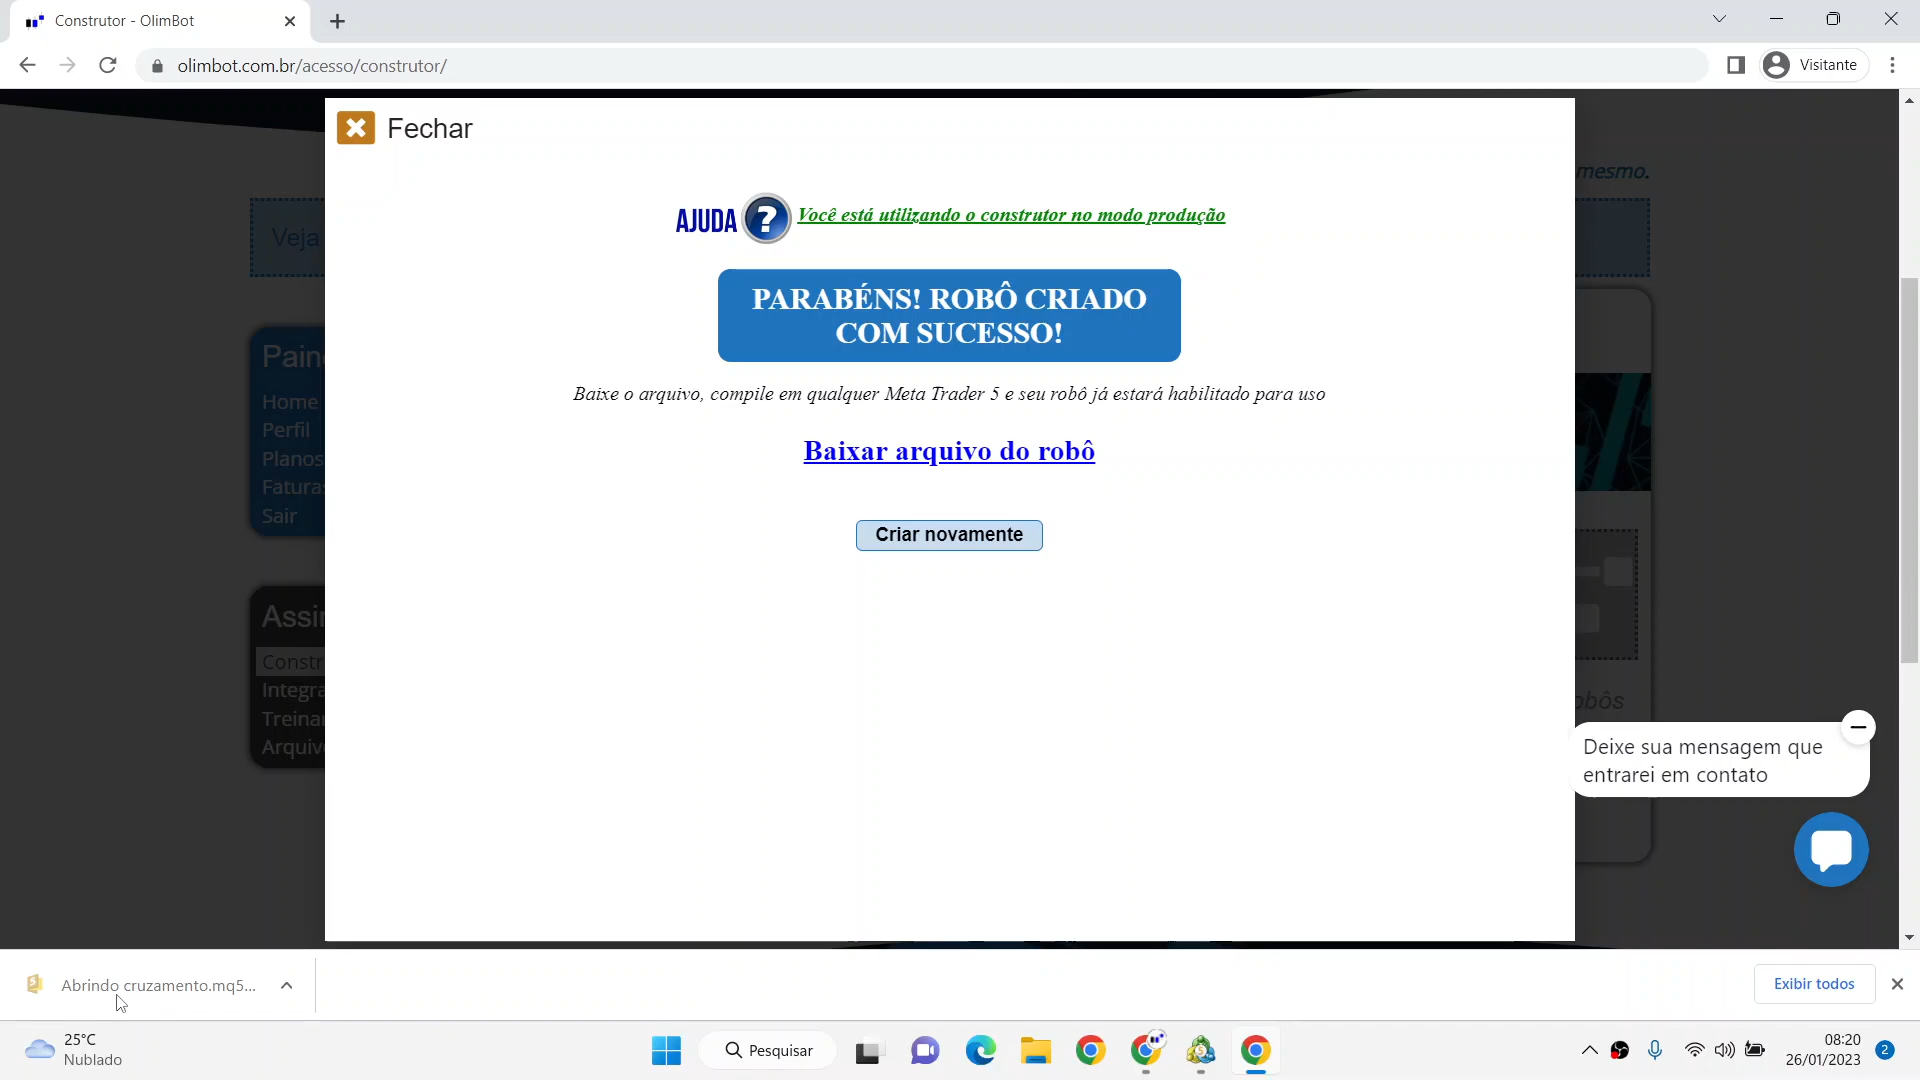 Construtor - OlimBot
olimbot.com.br/acesso/construtor/
Visitante
Fechar
mesmo.
Veja
AJUDA ? Você está utilizando o construtor no modo produção
PARABÉNS! ROBÔ CRIADO
COM SUCESSO!
Baixe o arquivo, compile em qualquer Meta Trader 5 e seu robô já estará habilitado para uso
Baixar arquivo do robô
Criar novamente
Pain
Home
Perfil
Planos
Faturas
Sair
Assi
Constr
Integra
Treina
Arquiv
obôs
Deixe sua mensagem que
entrarei em contato
Abrindo cruzamento.mq5...
Exibir todos
25°C
Nublado
Pesquisar
08:20
26/01/2023
2